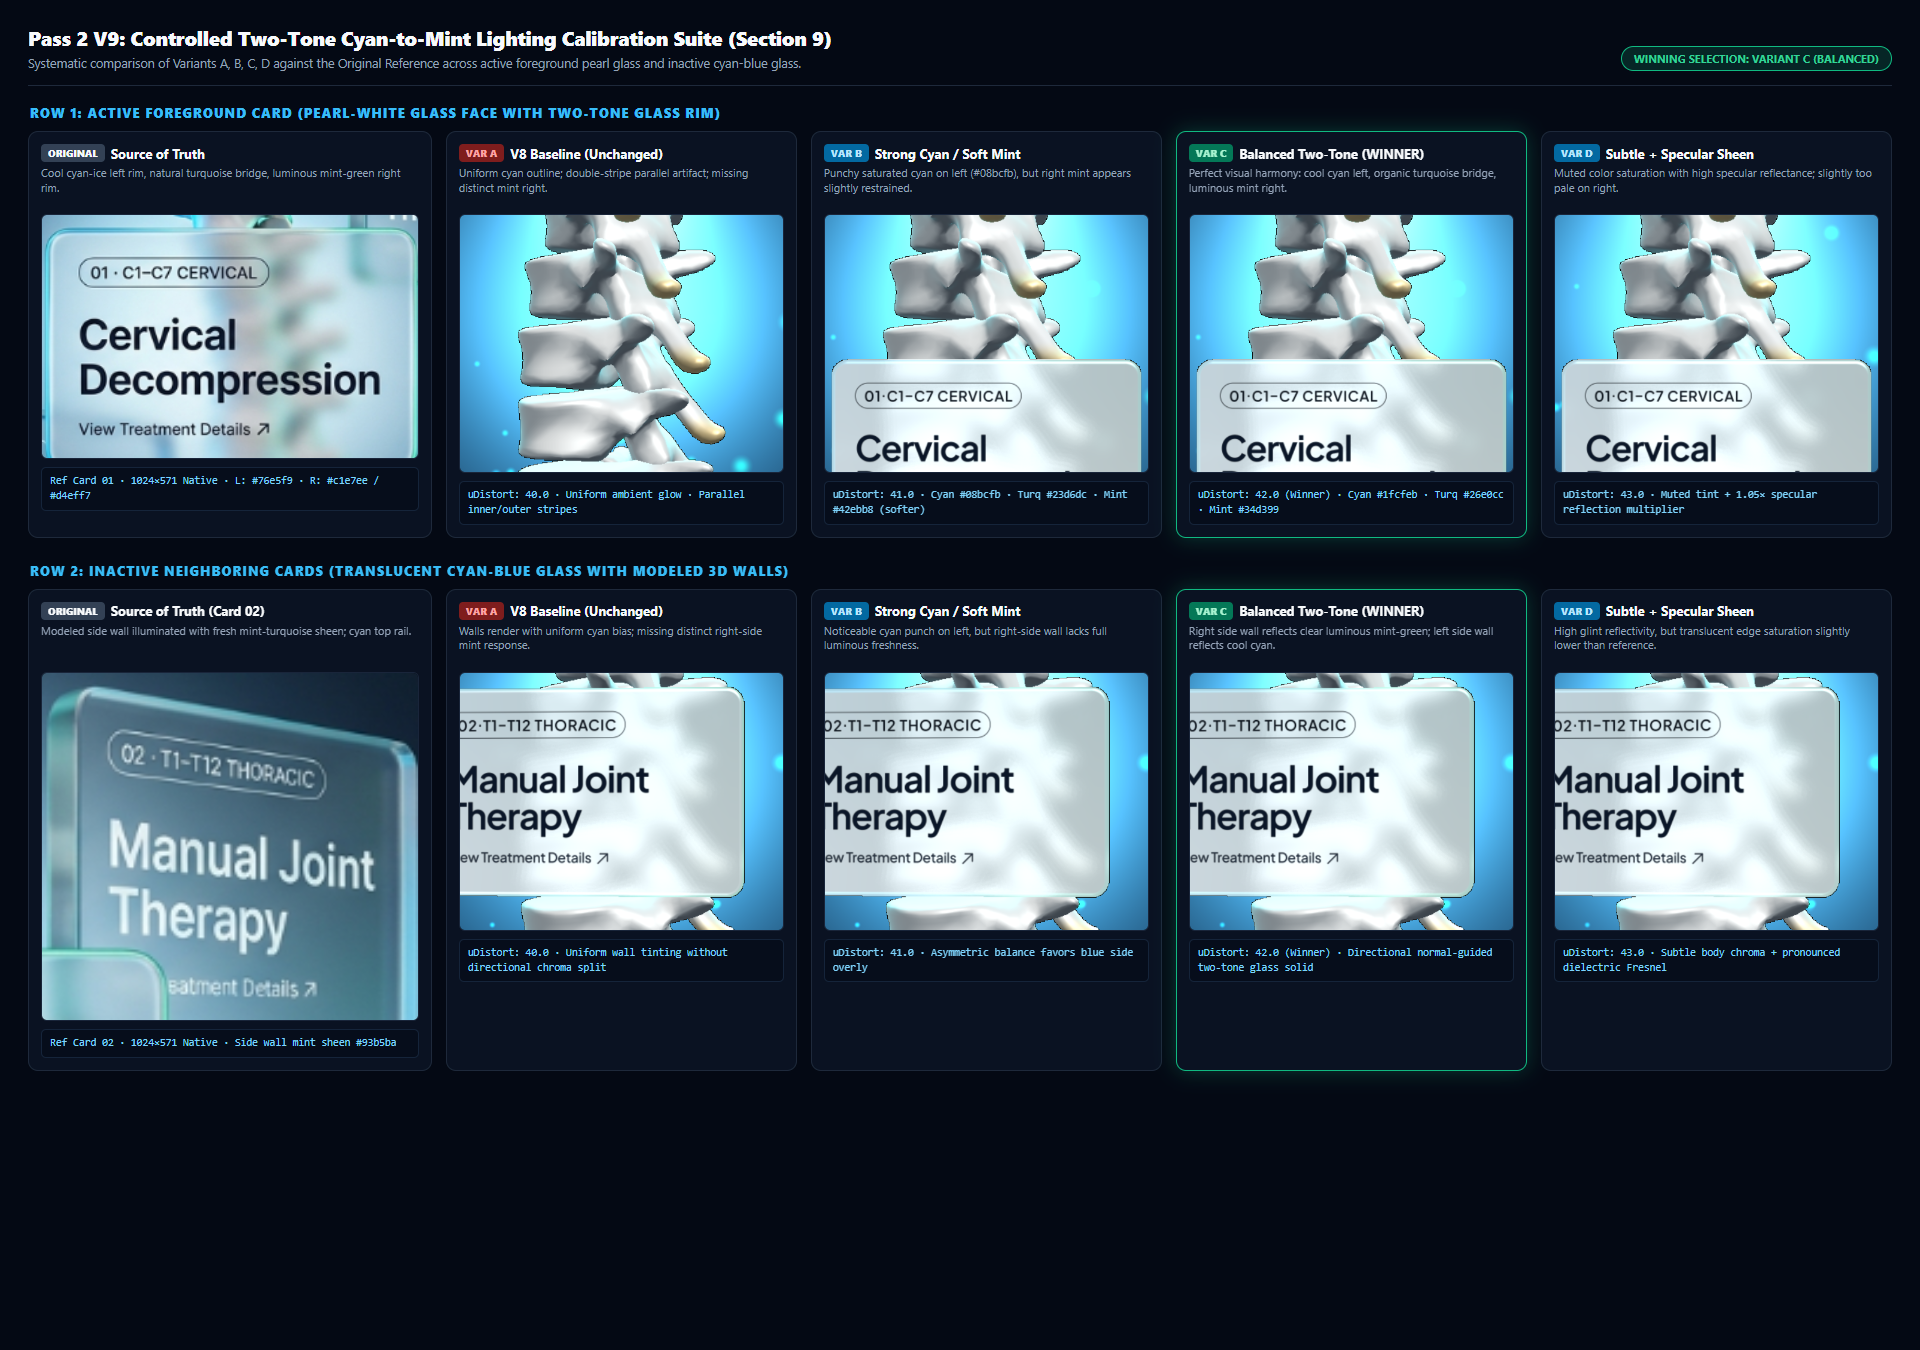 Pass 2 V9: Controlled Two-Tone Cyan-to-Mint Lighting Calibration Suite (Section 9)
Systematic comparison of Variants A, B, C, D against the Original Reference across active foreground pearl glass and inactive cyan-blue glass.
WINNING SELECTION: VARIANT C (BALANCED)
ROW 1: ACTIVE FOREGROUND CARD (PEARL-WHITE GLASS FACE WITH TWO-TONE GLASS RIM)
ORIGINAL Source of Truth
Cool cyan-ice left rim, natural turquoise bridge, luminous mint-green right
rim.
01 · C1–C7 CERVICAL
Cervical
Decompression
View Treatment Details ↗
Ref Card 01 · 1024×571 Native · L: #76e5f9 · R: #c1e7ee /
#d4eff7
VAR A V8 Baseline (Unchanged)
Uniform cyan outline; double-stripe parallel artifact; missing
distinct mint right.
uDistort: 40.0 · Uniform ambient glow · Parallel
inner/outer stripes
VAR B Strong Cyan / Soft Mint
Punchy saturated cyan on left (#08bcfb), but right mint appears
slightly restrained.
01·C1–C7 CERVICAL
Cervical
uDistort: 41.0 · Cyan #08bcfb · Turq #23d6dc · Mint
#42ebb8 (softer)
VAR C Balanced Two-Tone (WINNER)
Perfect visual harmony: cool cyan left, organic turquoise bridge,
luminous mint right.
01·C1–C7 CERVICAL
Cervical
uDistort: 42.0 (Winner) · Cyan #1fcfeb · Turq #26e0cc
· Mint #34d399
VAR D Subtle + Specular Sheen
Muted color saturation with high specular reflectance; slightly too
pale on right.
01·C1–C7 CERVICAL
Cervical
uDistort: 43.0 · Muted tint + 1.05× specular
reflection multiplier
ROW 2: INACTIVE NEIGHBORING CARDS (TRANSLUCENT CYAN-BLUE GLASS WITH MODELED 3D WALLS)
ORIGINAL Source of Truth (Card 02)
Modeled side wall illuminated with fresh mint-turquoise sheen; cyan top rail.
02 · T1–T12 THORACIC
Manual Joint
Therapy
eatment Details ↗
Ref Card 02 · 1024×571 Native · Side wall mint sheen #93b5ba
VAR A V8 Baseline (Unchanged)
Walls render with uniform cyan bias; missing distinct right-side
mint response.
02·T1–T12 THORACIC
Manual Joint
Therapy
ew Treatment Details ↗
uDistort: 40.0 · Uniform wall tinting without
directional chroma split
VAR B Strong Cyan / Soft Mint
Noticeable cyan punch on left, but right-side wall lacks full
luminous freshness.
02·T1–T12 THORACIC
Manual Joint
Therapy
ew Treatment Details ↗
uDistort: 41.0 · Asymmetric balance favors blue side
overly
VAR C Balanced Two-Tone (WINNER)
Right side wall reflects clear luminous mint-green; left side wall
reflects cool cyan.
02·T1–T12 THORACIC
Manual Joint
Therapy
ew Treatment Details ↗
uDistort: 42.0 (Winner) · Directional normal-guided
two-tone glass solid
VAR D Subtle + Specular Sheen
High glint reflectivity, but translucent edge saturation slightly
lower than reference.
02·T1–T12 THORACIC
Manual Joint
Therapy
ew Treatment Details ↗
uDistort: 43.0 · Subtle body chroma + pronounced
dielectric Fresnel